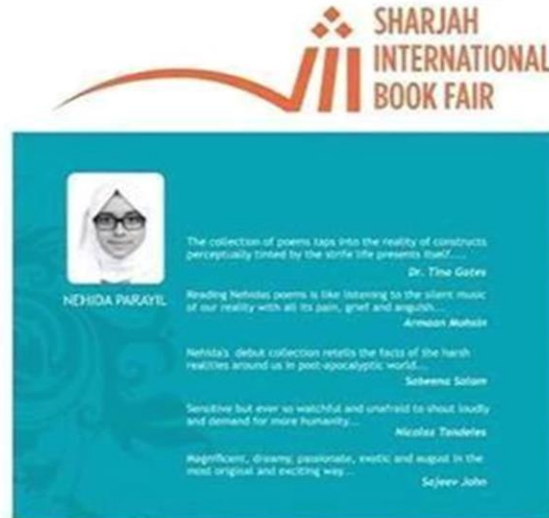 SHARJAH
INTERNATIONAL
BOOK FAIR
NEHIDA PARAYIL
The collection of poems taps into the reality of constructs
perceptually tinted by the strife life presents itself....
Dr. Tina Gates
Reading Nehidas poems is like listening to the silent music
of our reality with all its pain, grief and anguish...
Armaan Mohsin
Nehida's debut collection retells the facts of the harsh
realities around us in post-apocalyptic world...
Sabeena Salam
Sensitive but ever so watchful and unafraid to shout loudly
and demand for more humanity...
Nicolas
Magnificent, dreamy, passionate, exotic and august in the
most original and exciting way...
Sajeev John